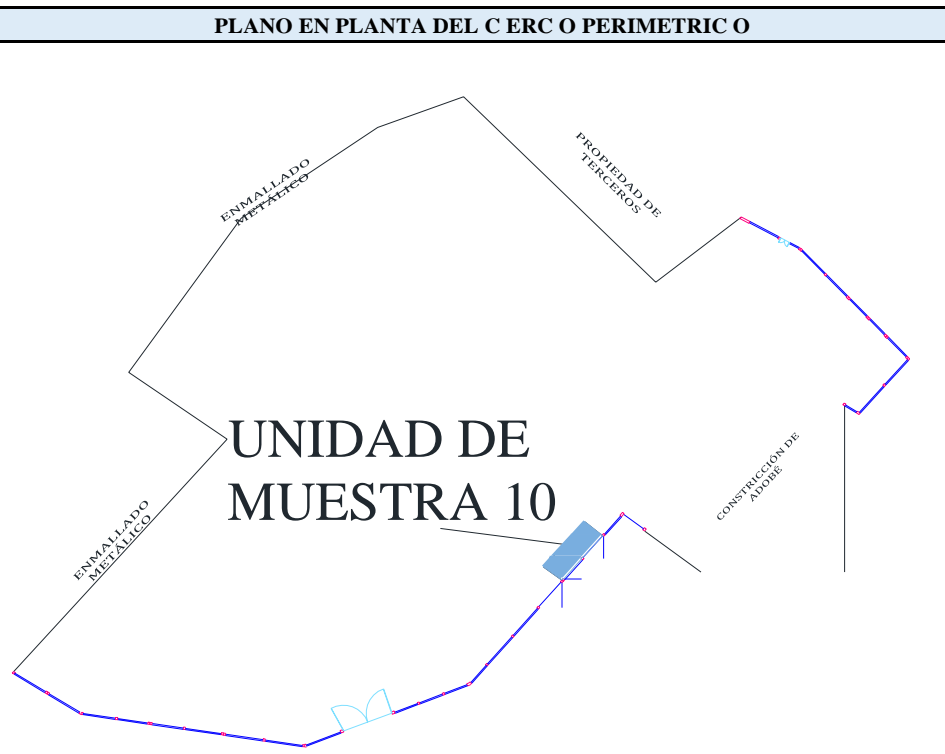 PLANO EN PLANTA DEL C ERC O PERIMETRIC O
ENMALLADO
METÁLICO
PROPIEDAD DE
TERCEROS
UNIDAD DE
MUESTRA 10
CONSTRICCIÓN DE
ADOBE
ENMALLADO
METÁLICO